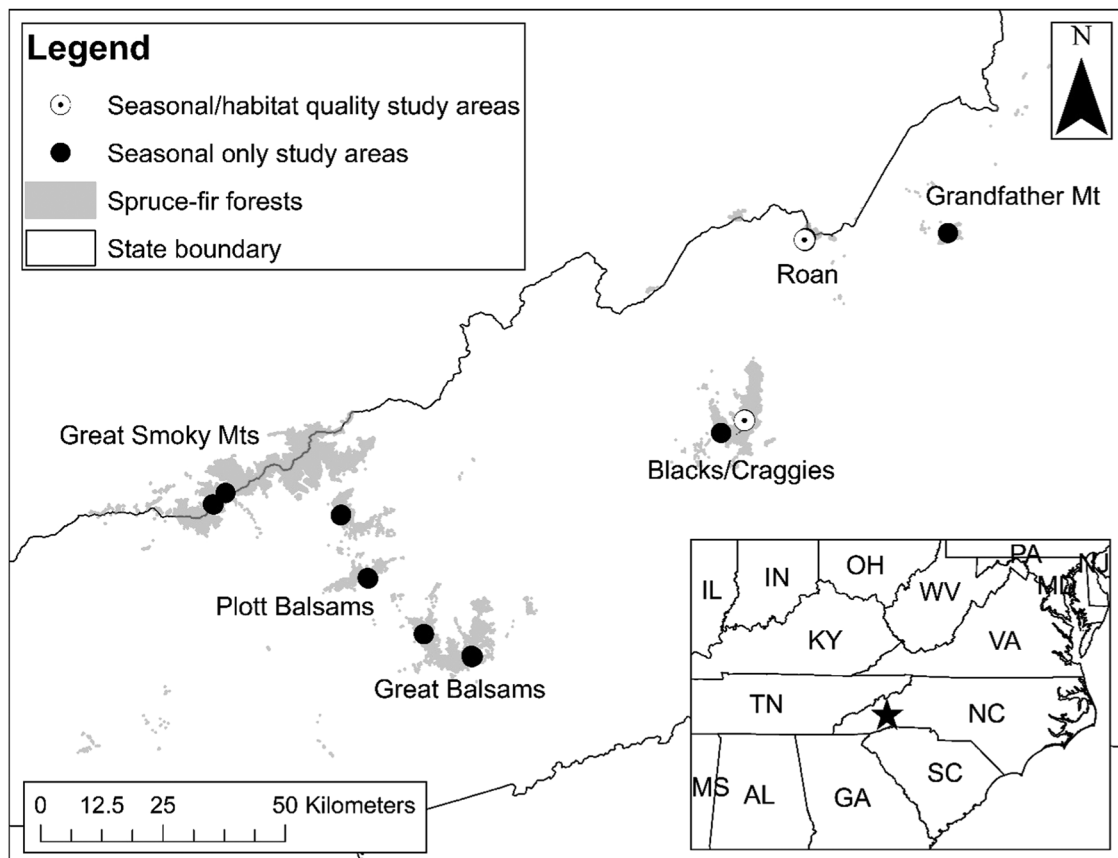 Legend
Seasonal/habitat quality study areas
Seasonal only study areas
Spruce-fir forests
State boundary
N
Grandfather Mt
Roan
Great Smoky Mts
Blacks/Craggies
Plott Balsams
Great Balsams
0 12.5 25 50 Kilometers
PA
NJ
OH
IN
IL
WV
MD
KY
VA
TN
NC
SC
MS
AL
GA